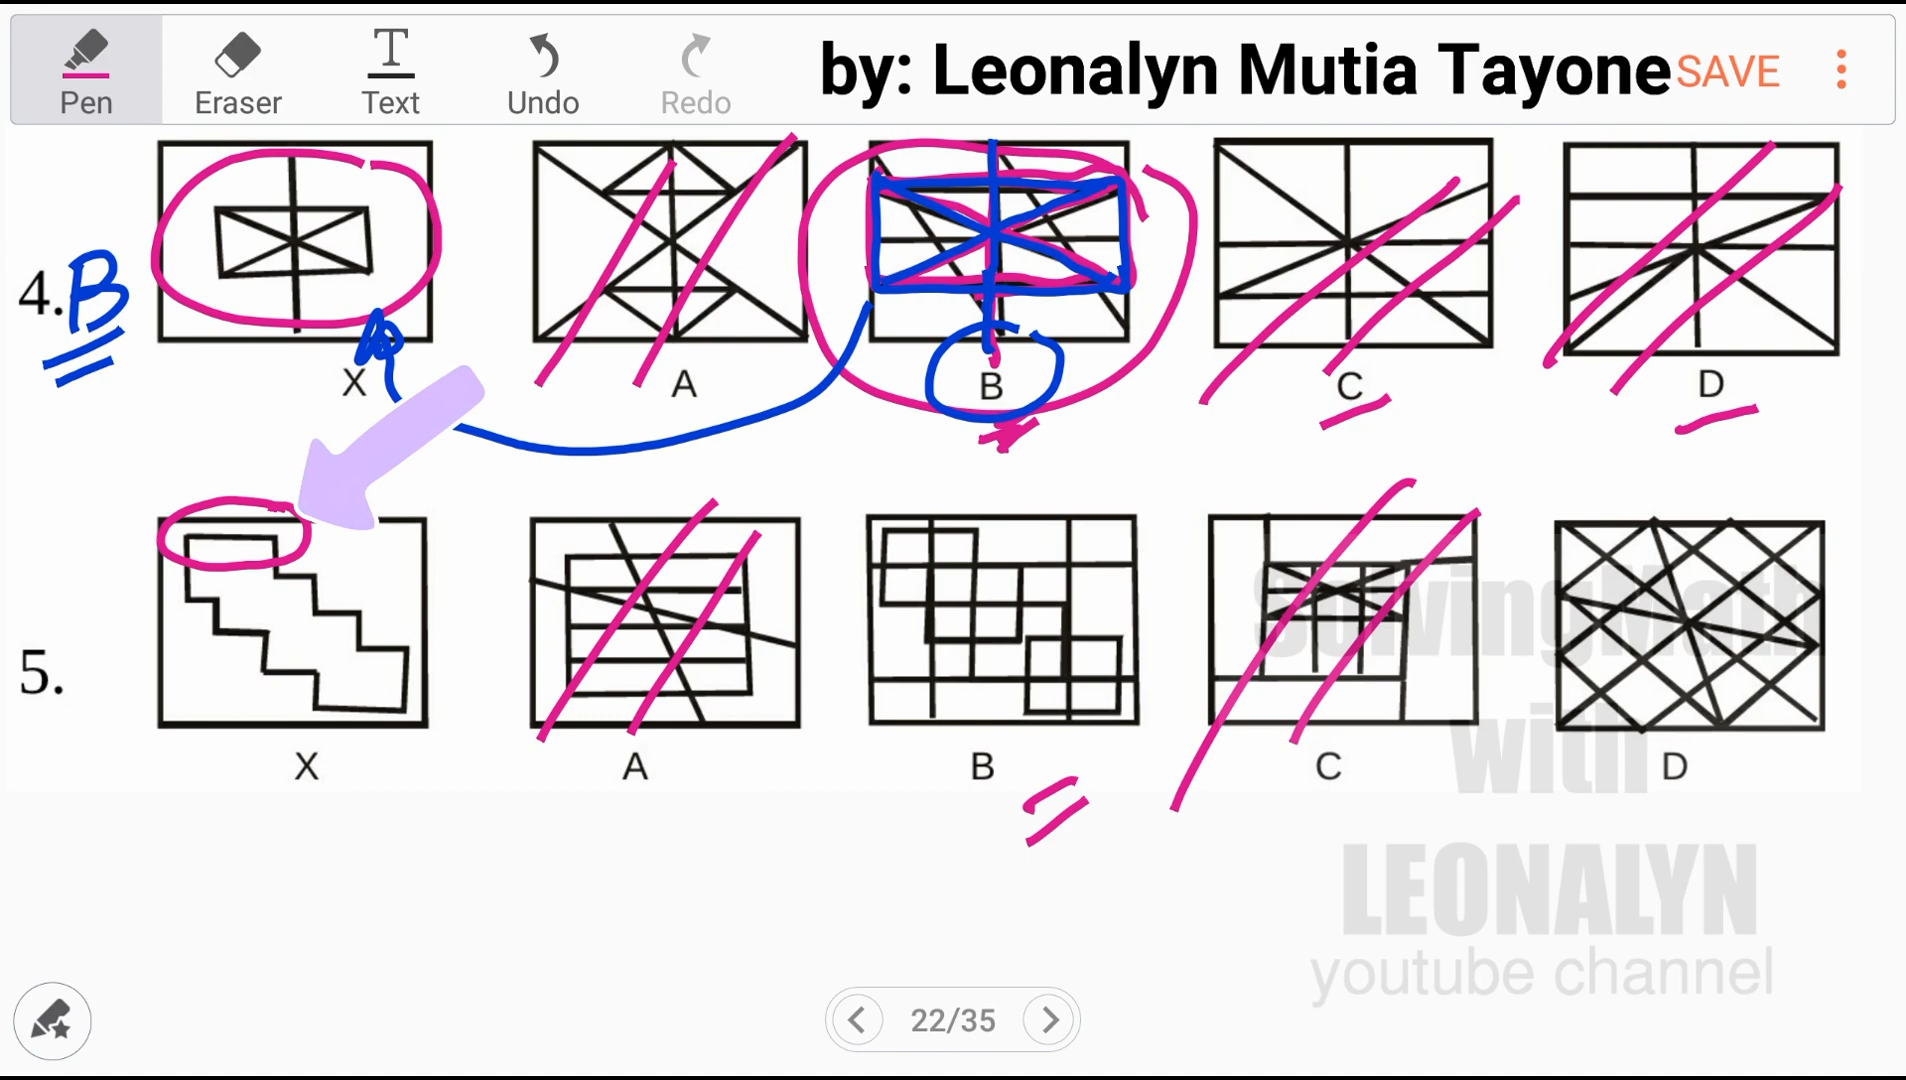 Pen Eraser Text Undo Redo by: Leonalyn Mutia Tayone SAVE
4. B
X A B C D
5.
X A B C D
SolvingMath
with
LEONALYN
youtube channel
22/35